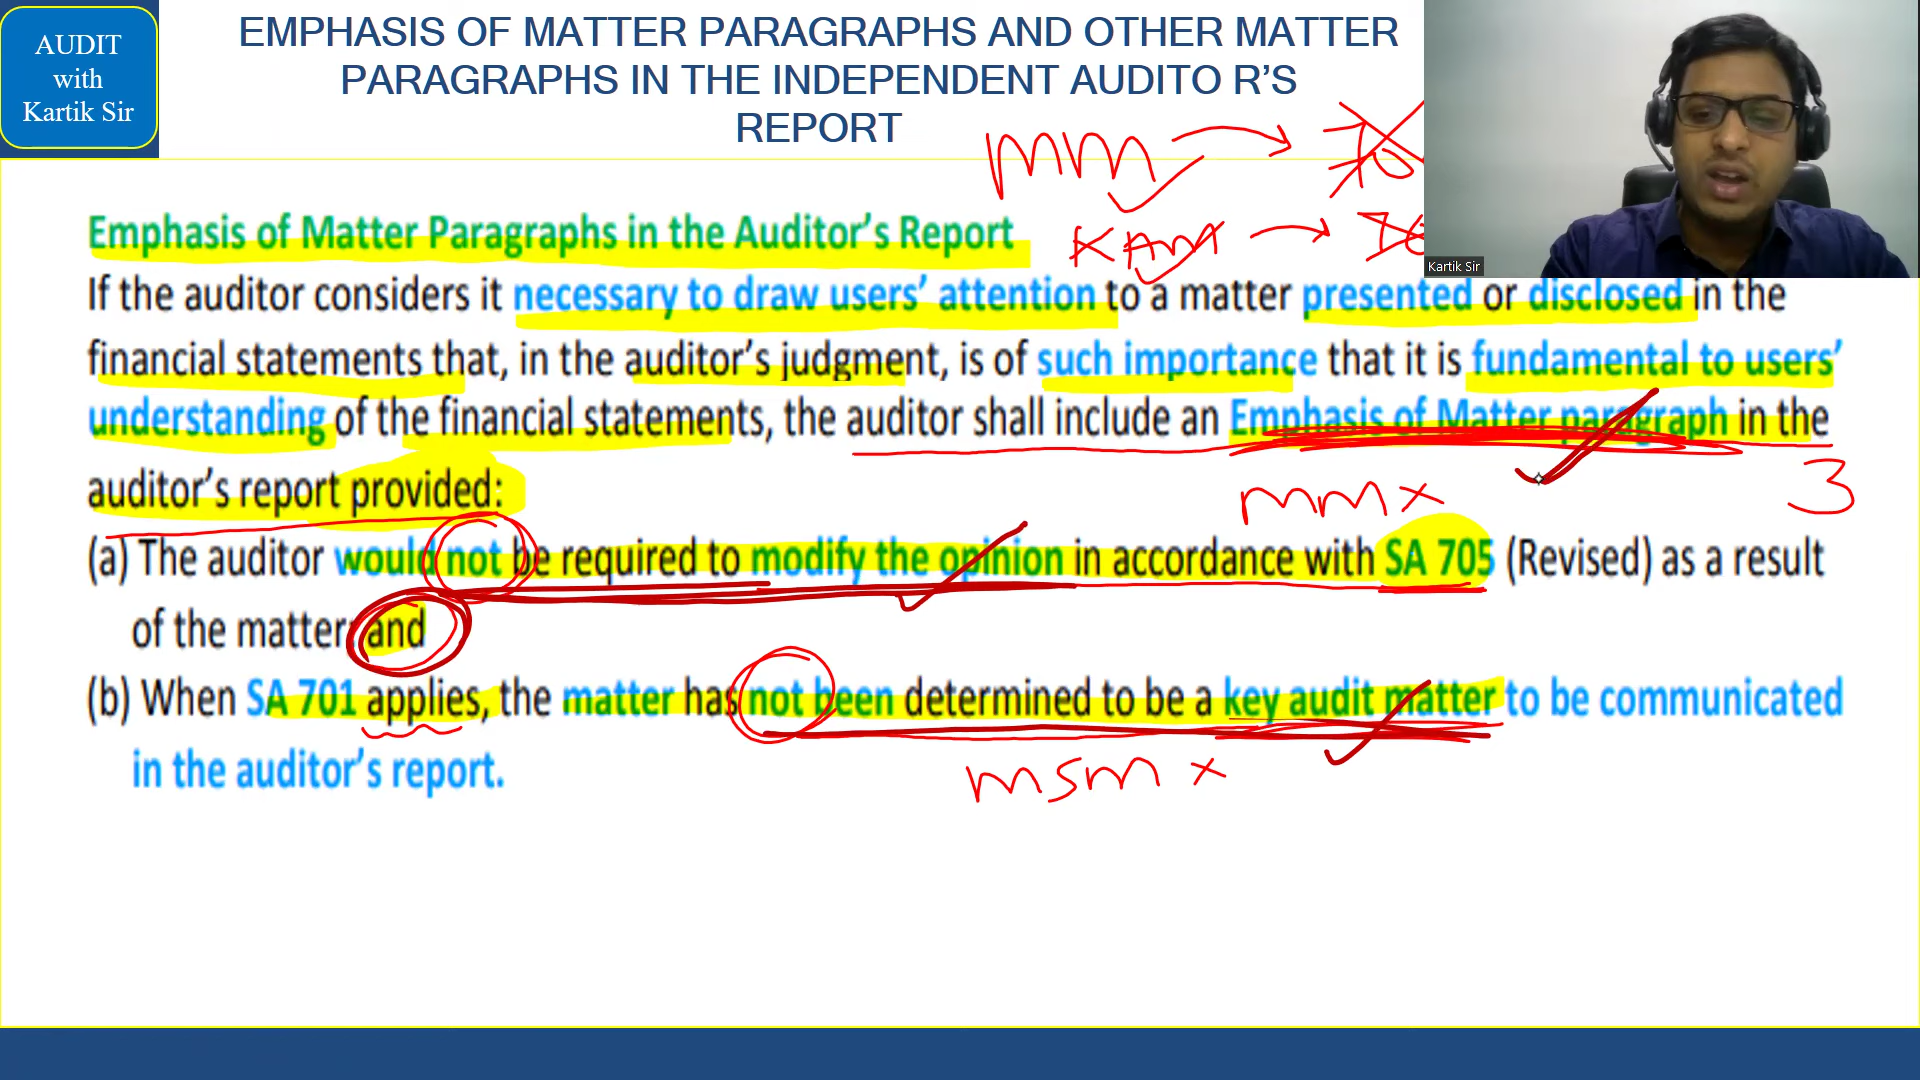 AUDIT
with
Kartik Sir
EMPHASIS OF MATTER PARAGRAPHS AND OTHER MATTER
PARAGRAPHS IN THE INDEPENDENT AUDITO R’S
REPORT
MM
KAM
Kartik Sir
Emphasis of Matter Paragraphs in the Auditor’s Report
If the auditor considers it necessary to draw users’ attention to a matter presented or disclosed in the
financial statements that, in the auditor’s judgment, is of such importance that it is fundamental to users’
understanding of the financial statements, the auditor shall include an Emphasis of Matter paragraph in the
auditor’s report provided:
MM x
3
(a) The auditor would not be required to modify the opinion in accordance with SA 705 (Revised) as a result
of the matter; and
(b) When SA 701 applies, the matter has not been determined to be a key audit matter to be communicated
in the auditor’s report.
MSM x